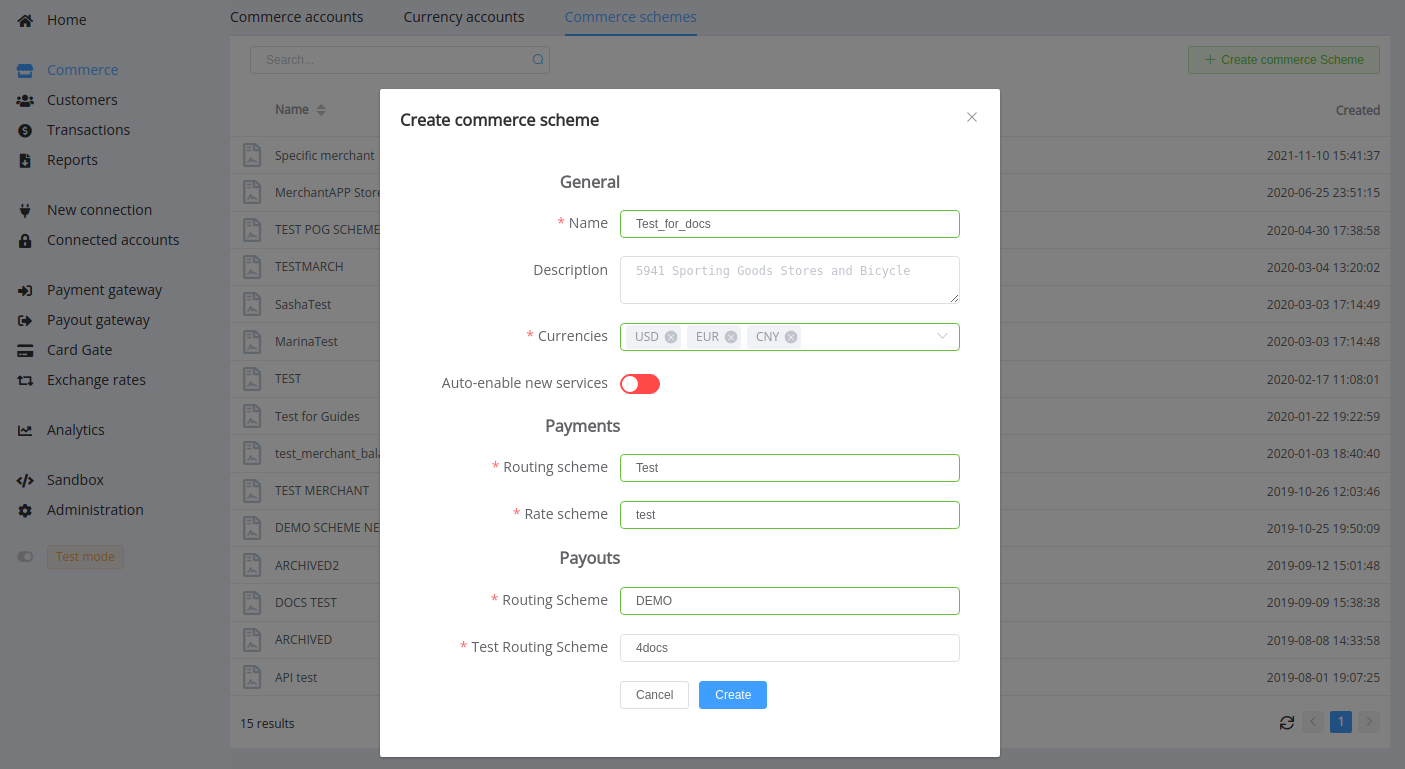 Home
Commerce
Customers
Transactions
Reports
New connection
Connected accounts
Payment gateway
Payout gateway
Card Gate
Exchange rates
Analytics
Sandbox
Administration
Test mode
Commerce accounts Currency accounts Commerce schemes
Search... + Create commerce Scheme
Name Created
Specific merchant 2021-11-10 15:41:37
MerchantAPP Store 2020-06-25 23:51:15
TEST POG SCHEME 2020-04-30 17:38:58
TESTMARCH 2020-03-04 13:20:02
SashaTest 2020-03-03 17:14:49
MarinaTest 2020-03-03 17:14:48
TEST 2020-02-17 11:08:01
Test for Guides 2020-01-22 19:22:59
test_merchant_bala 2020-01-03 18:40:40
TEST MERCHANT 2019-10-26 12:03:46
DEMO SCHEME NE 2019-10-25 19:50:09
ARCHIVED2 2019-09-12 15:01:48
DOCS TEST 2019-09-09 15:38:38
ARCHIVED 2019-08-08 14:33:58
API test 2019-08-01 19:07:25
15 results 1
Create commerce scheme
General
* Name Test_for_docs
Description 5941 Sporting Goods Stores and Bicycle
* Currencies USD EUR CNY
Auto-enable new services
Payments
* Routing scheme Test
* Rate scheme test
Payouts
* Routing Scheme DEMO
* Test Routing Scheme 4docs
Cancel Create